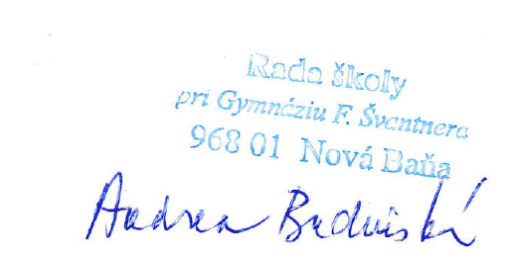 Rada školy
pri Gymnáziu F. Švantnera
968 01 Nová Baňa
Andrea